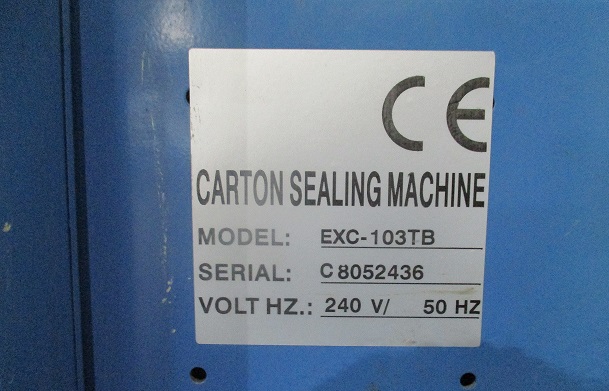 CE
CARTON SEALING MACHINE
MODEL: EXC-103TB
SERIAL: C8052436
VOLT HZ.: 240 V/ 50 HZ